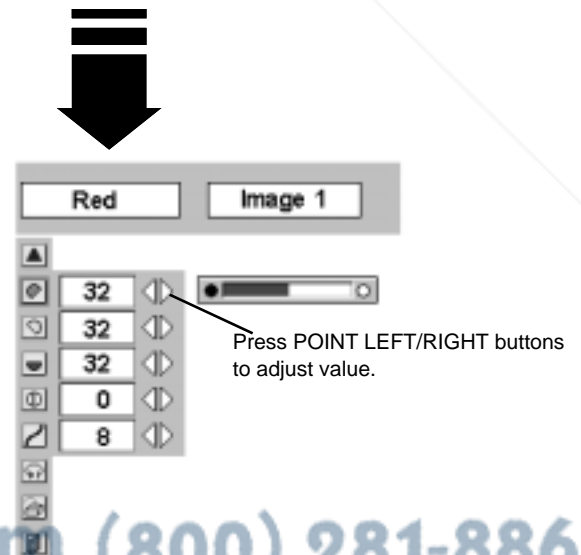 Red Image 1
32
32
Press POINT LEFT/RIGHT buttons
to adjust value.
32
0
8
m (800) 281-886